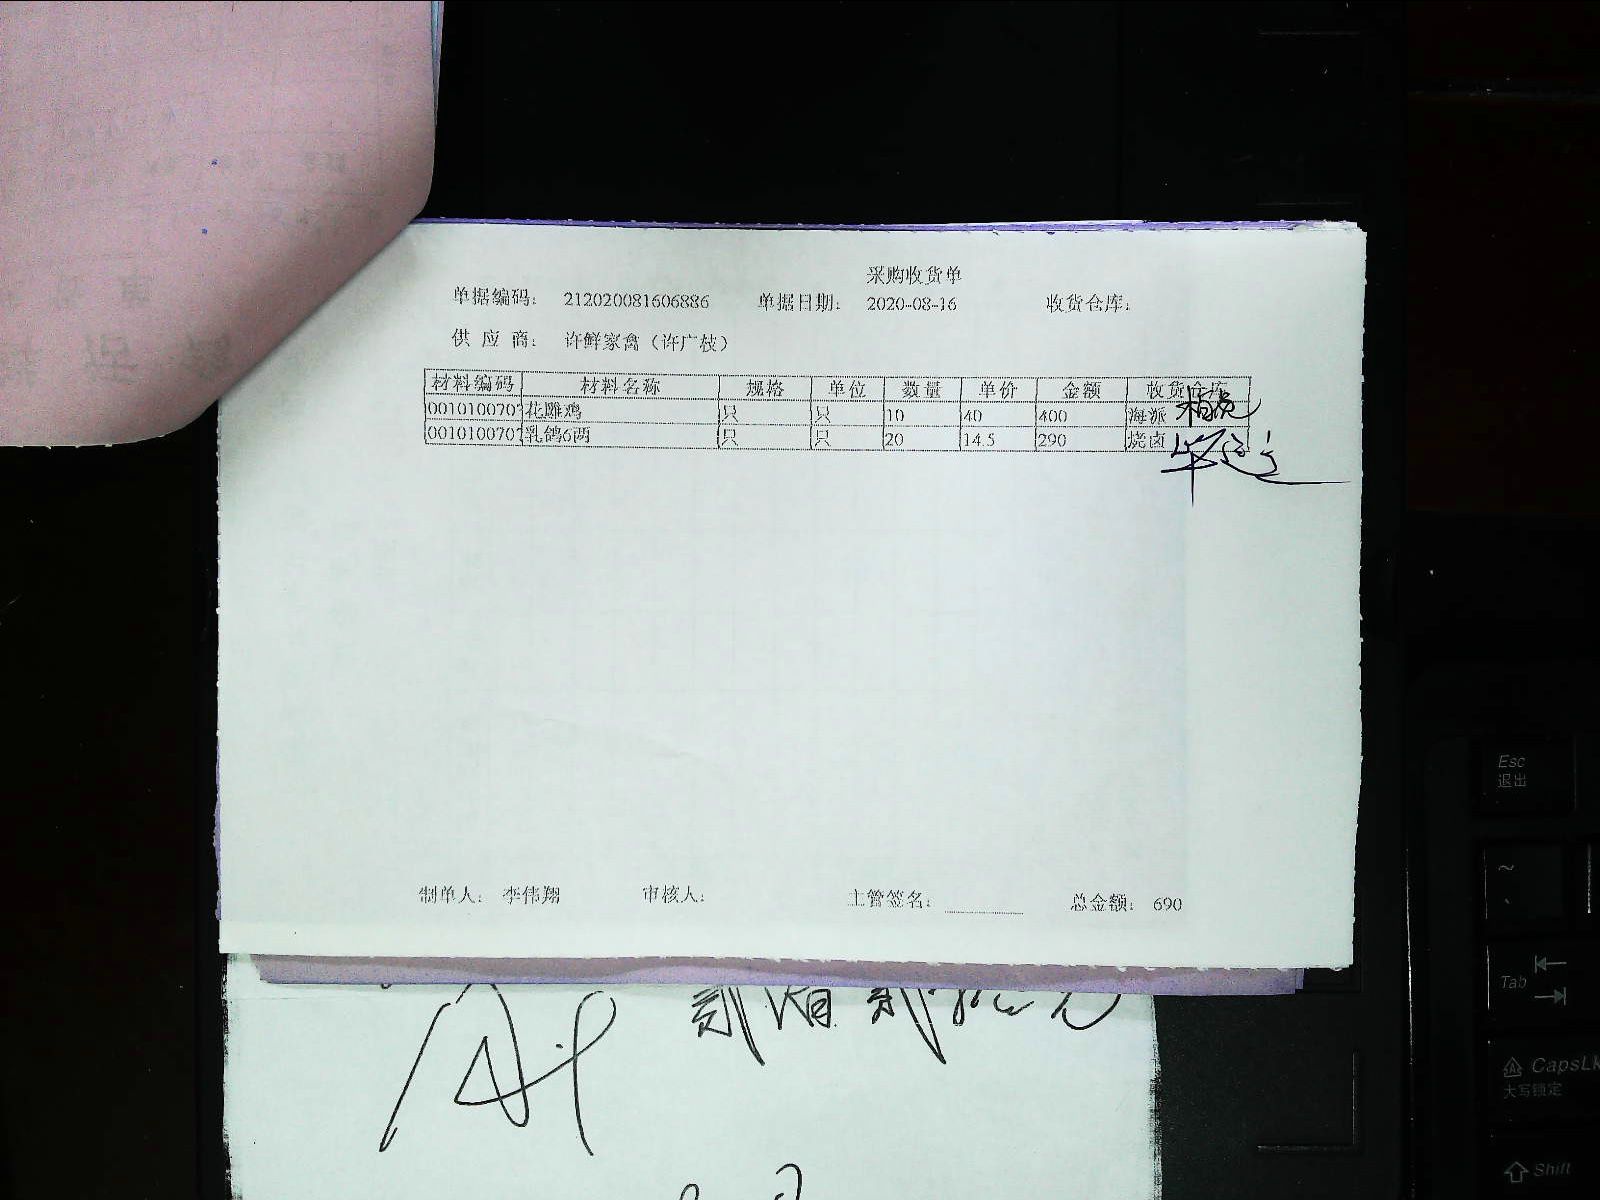 采购收货单
单据编码： 212020081606886 单据日期： 2020-08-16 收货仓库：
供 应 商： 许鲜家禽（许广枝）
材料编码 材料名称 规格 单位 数量 单价 金额 收货仓库
001010070 花雕鸡 只 只 10 40 400 海派
001010070 乳鸽6两 只 只 20 14.5 290 烧卤
制单人： 李伟翔 审核人： 主管签名： 总金额： 690
Esc
退出
~
Tab
CapsLk
大写锁定
Shift